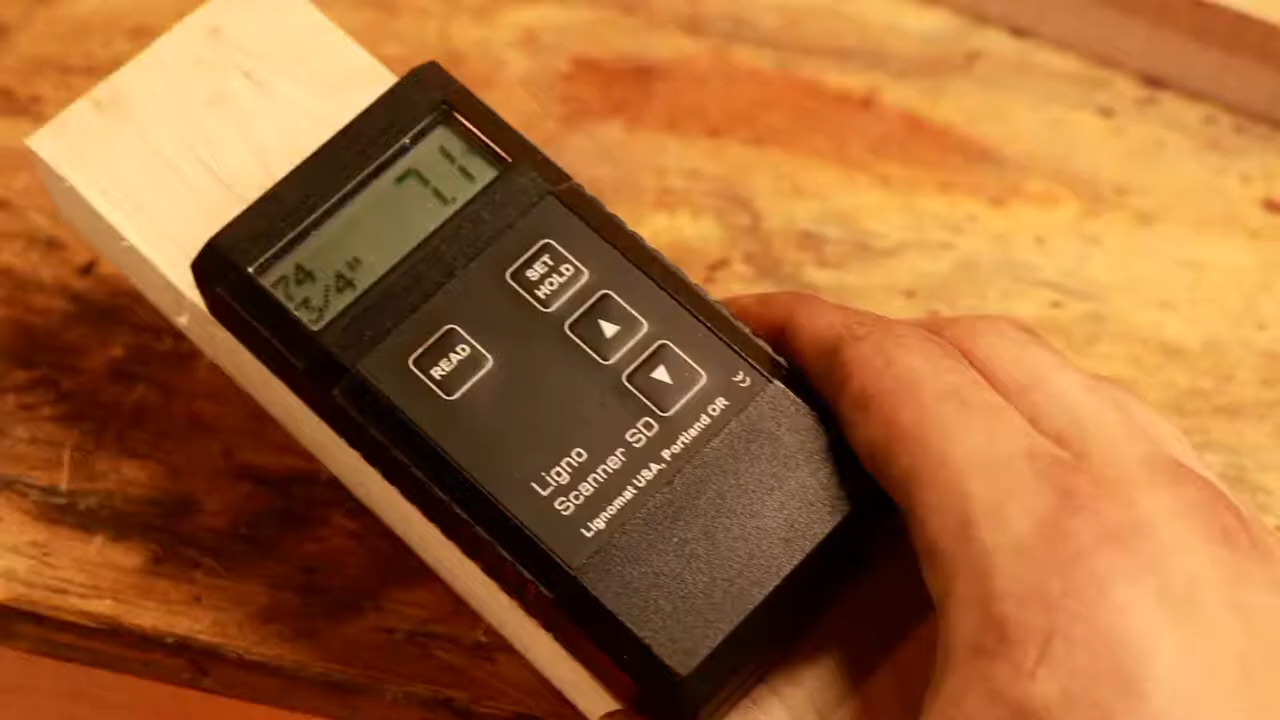 7.1
74
3/4"
SET
HOLD
READ
Ligno
Scanner SD
Lignomat USA, Portland OR